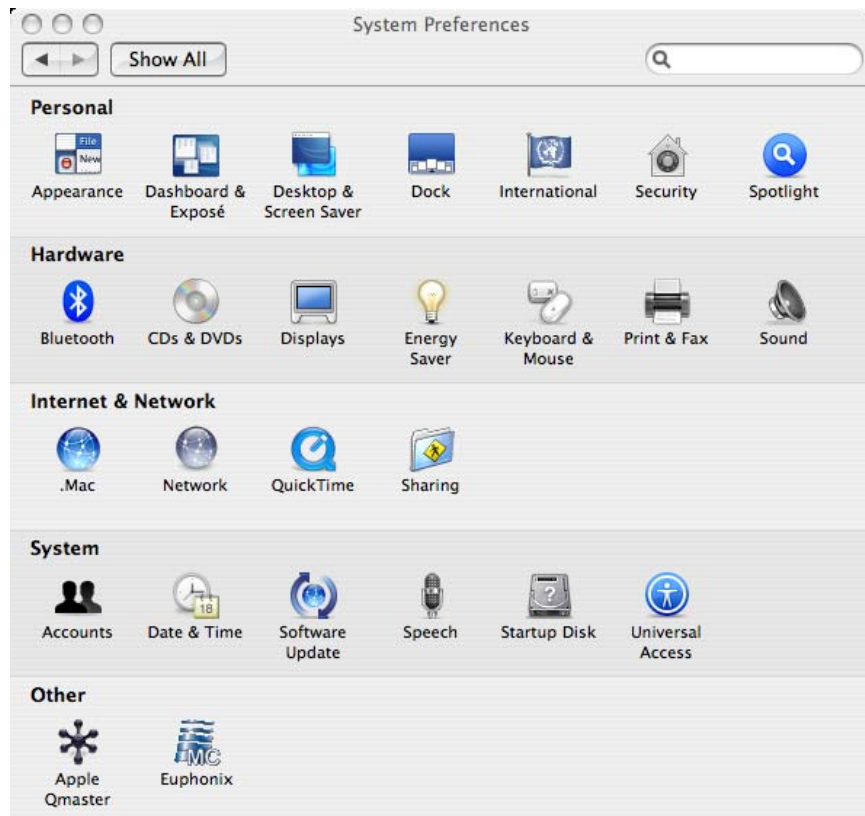 System Preferences
Show All
Personal
File
New
Appearance
Dashboard &
Exposé
Desktop &
Screen Saver
Dock
International
Security
Spotlight
Hardware
Bluetooth
CDs & DVDs
Displays
Energy
Saver
Keyboard &
Mouse
Print & Fax
Sound
Internet & Network
.Mac
Network
QuickTime
Sharing
System
18
?
Accounts
Date & Time
Software
Update
Speech
Startup Disk
Universal
Access
Other
MC
Apple
Qmaster
Euphonix